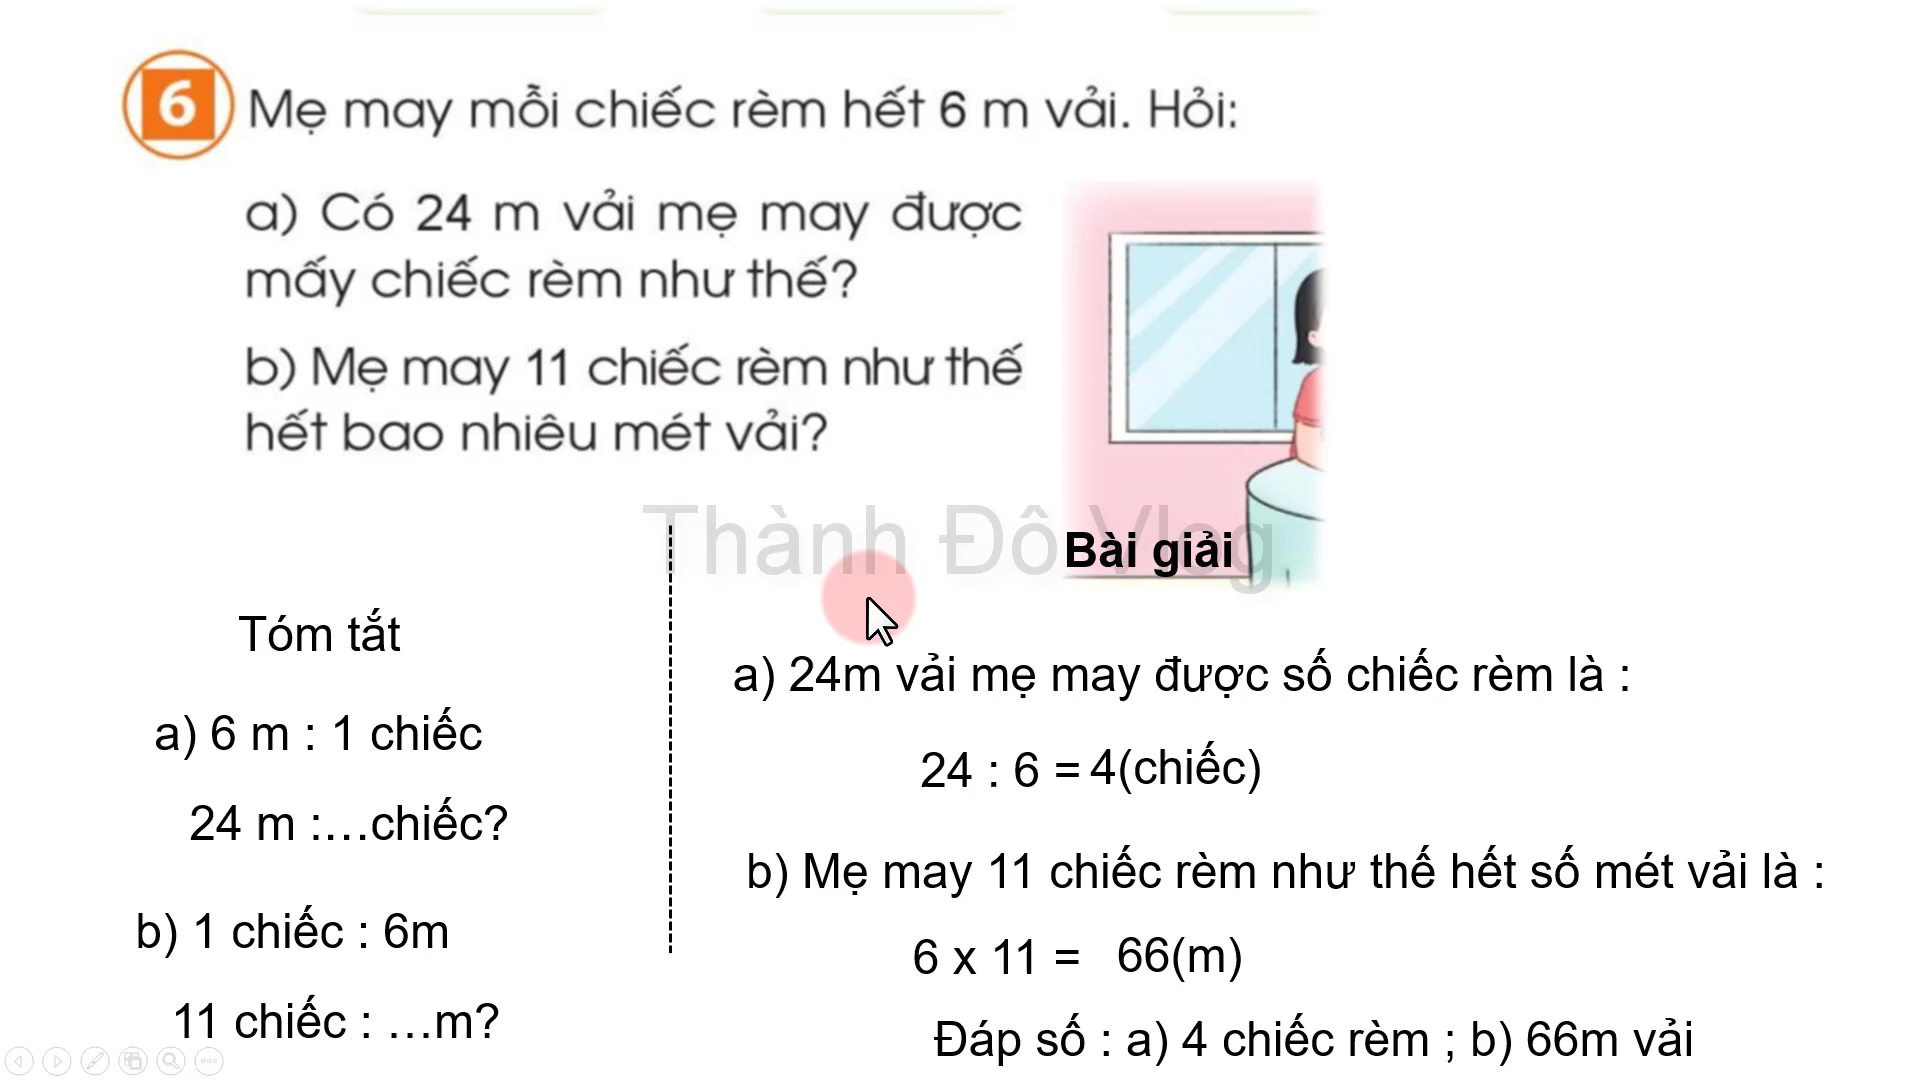 6 Mẹ may mỗi chiếc rèm hết 6 m vải. Hỏi:
a) Có 24 m vải mẹ may được
mấy chiếc rèm như thế?
b) Mẹ may 11 chiếc rèm như thế
hết bao nhiêu mét vải?
Thành Đô Vlog
Tóm tắt
a) 6 m : 1 chiếc
24 m :...chiếc?
b) 1 chiếc : 6m
11 chiếc : ...m?
Bài giải
a) 24m vải mẹ may được số chiếc rèm là :
24 : 6 = 4(chiếc)
b) Mẹ may 11 chiếc rèm như thế hết số mét vải là :
6 x 11 = 66(m)
Đáp số : a) 4 chiếc rèm ; b) 66m vải